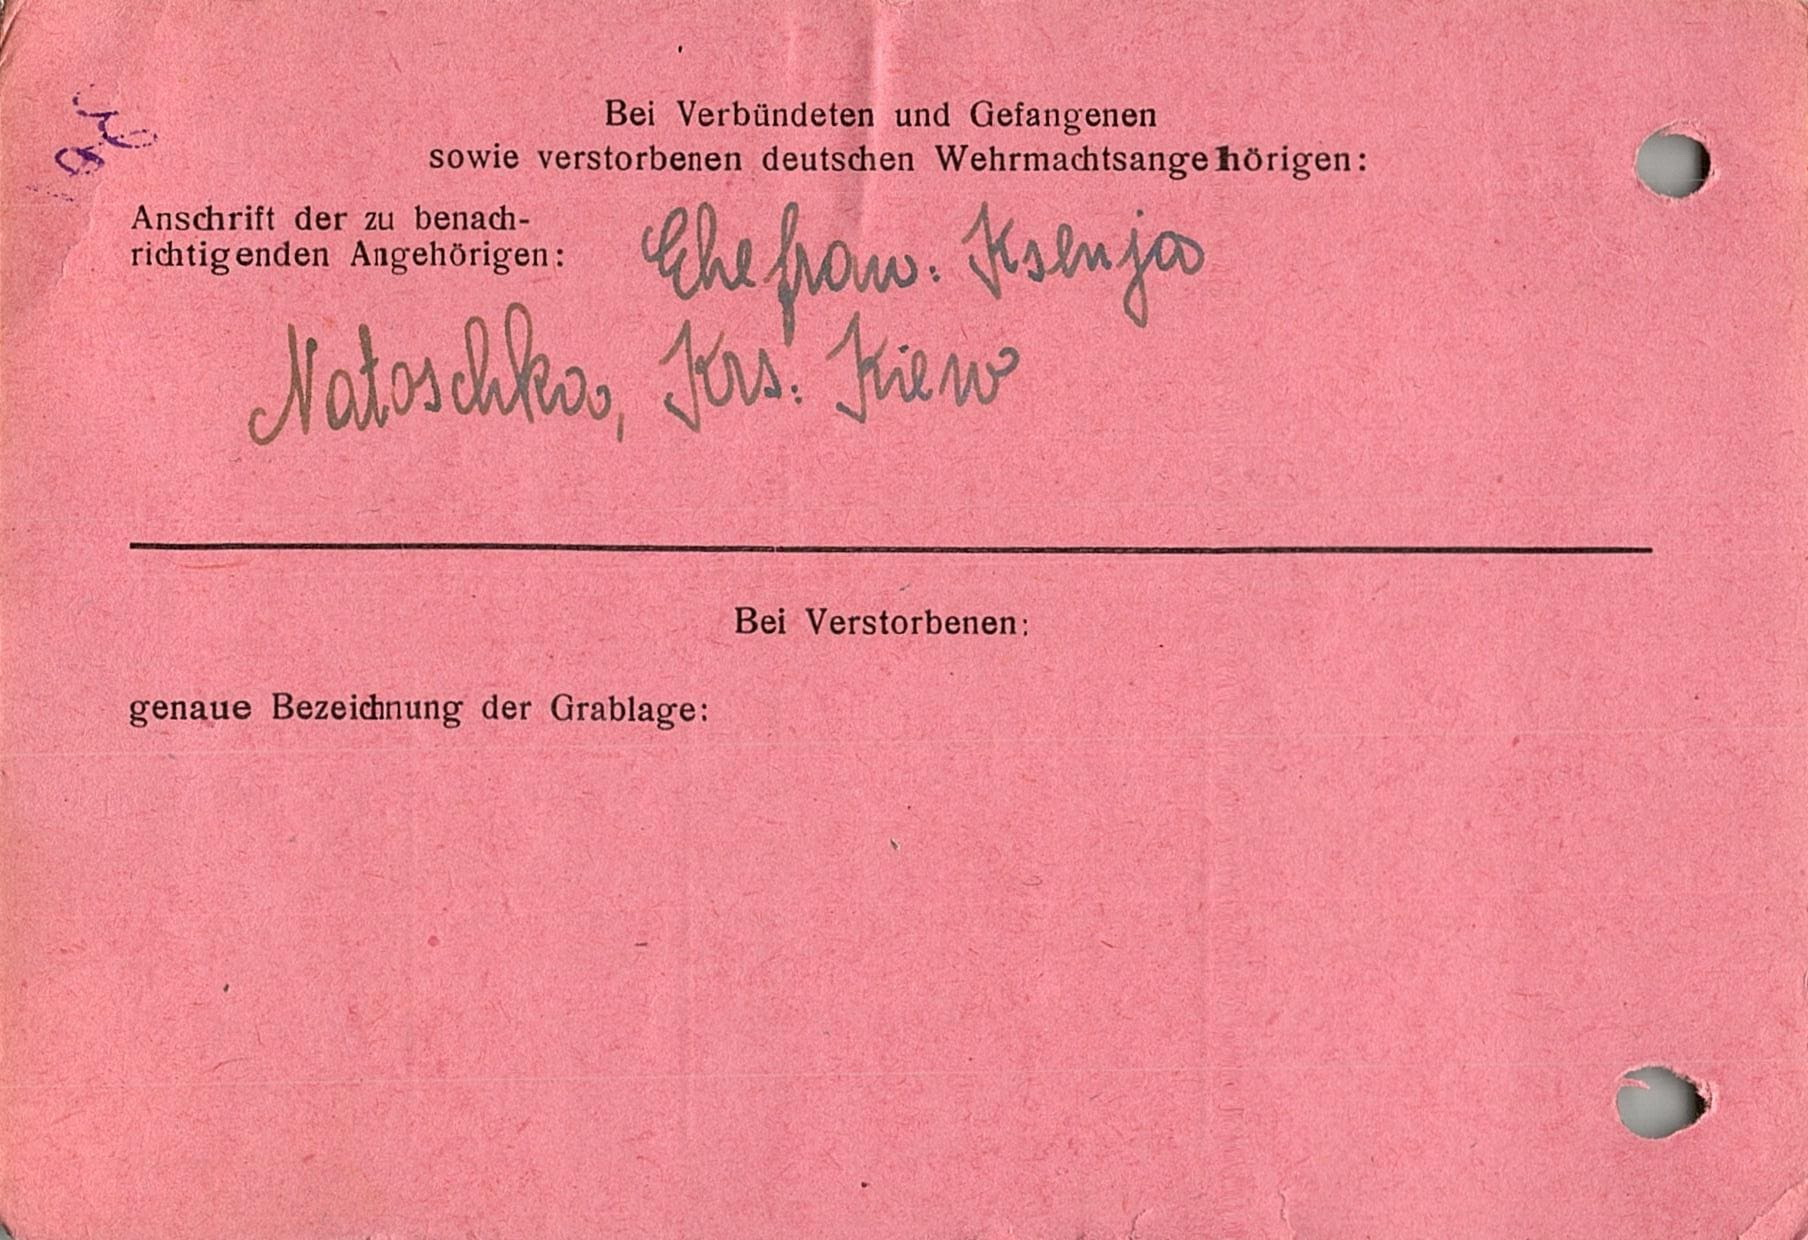 Bei Verbündeten und Gefangenen
sowie verstorbenen deutschen Wehrmachtsangehörigen:
Anschrift der zu benach-
richtigenden Angehörigen: Ehefrau: Ksenja
Natoschka, Krs. Kiew
Bei Verstorbenen:
genaue Bezeichnung der Grablage: